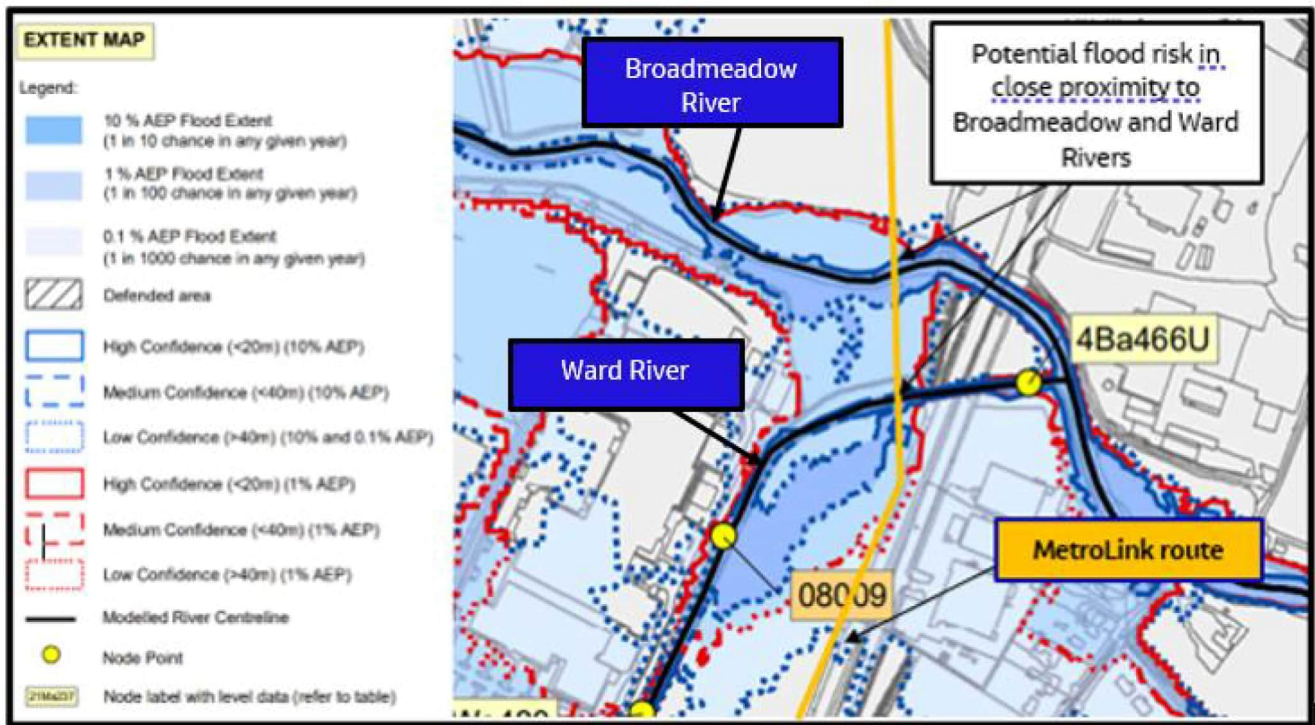 EXTENT MAP
Legend:
10 % AEP Flood Extent
(1 in 10 chance in any given year)
1 % AEP Flood Extent
(1 in 100 chance in any given year)
0.1 % AEP Flood Extent
(1 in 1000 chance in any given year)
Defended area
High Confidence (<20m) (10% AEP)
Medium Confidence (<40m) (10% AEP)
Low Confidence (>40m) (10% and 0.1% AEP)
High Confidence (<20m) (1% AEP)
Medium Confidence (<40m) (1% AEP)
Low Confidence (>40m) (1% AEP)
Modelled River Centreline
Node Point
Node label with level data (refer to table)
Broadmeadow
River
Potential flood risk in
close proximity to
Broadmeadow and Ward
Rivers
4Ba466U
Ward River
MetroLink route
08009